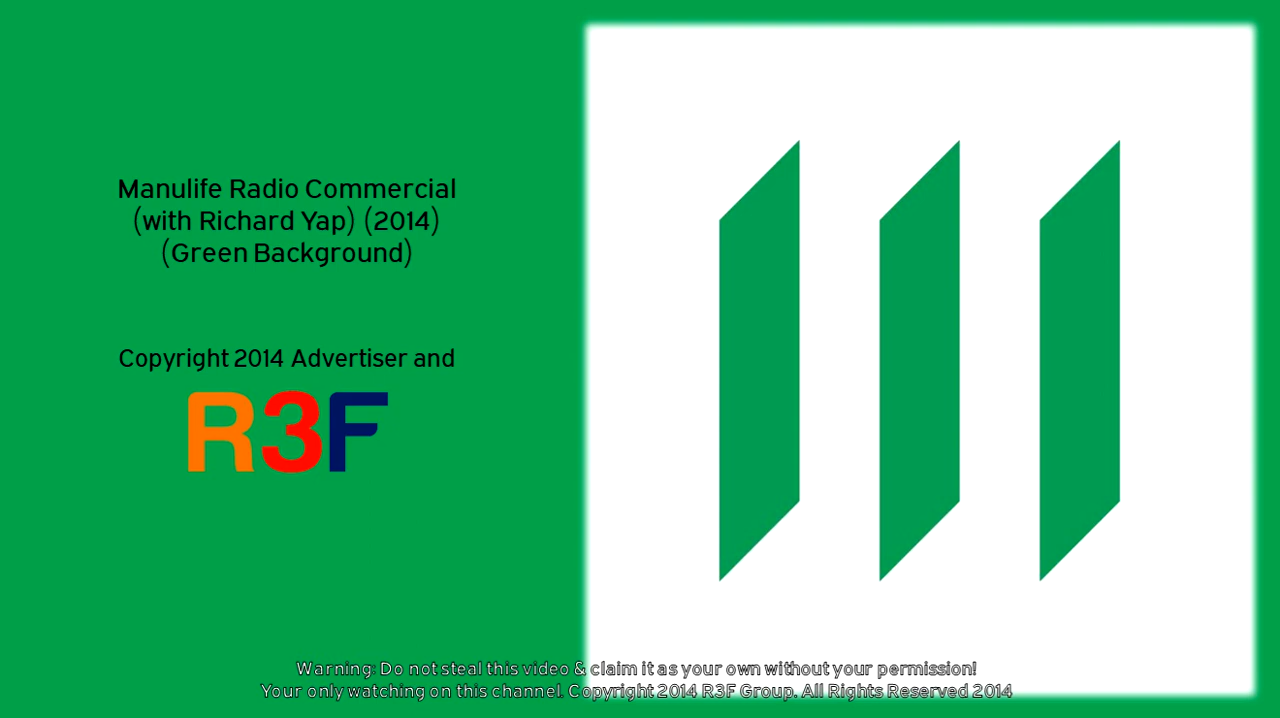 Manulife Radio Commercial
(with Richard Yap) (2014)
(Green Background)
Copyright 2014 Advertiser and
R3F
Warning: Do not steal this video & claim it as your own without your permission!
Your only watching on this channel. Copyright 2014 R3F Group. All Rights Reserved 2014